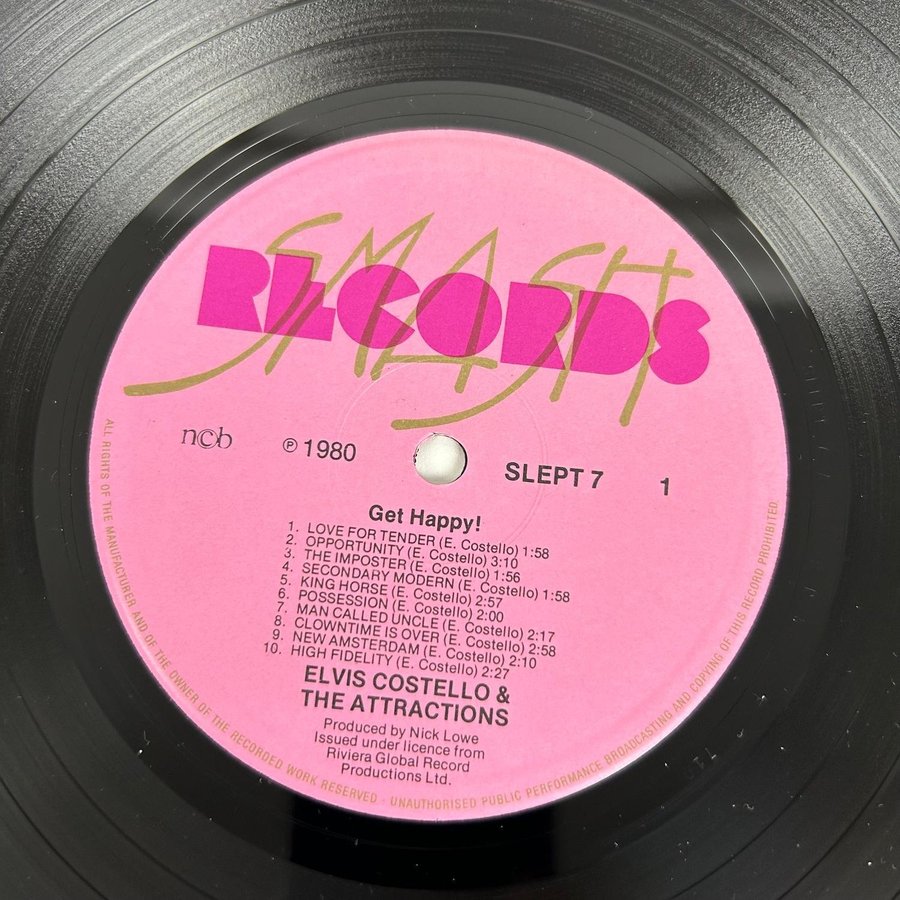 SMASH
RECORDS
n©b
℗ 1980
SLEPT 7
1
Get Happy!
1. LOVE FOR TENDER (E. Costello) 1:58
2. OPPORTUNITY (E. Costello) 3:10
3. THE IMPOSTER (E. Costello) 1:56
4. SECONDARY MODERN (E. Costello) 1:58
5. KING HORSE (E. Costello) 2:57
6. POSSESSION (E. Costello) 2:00
7. MAN CALLED UNCLE (E. Costello) 2:17
8. CLOWNTIME IS OVER (E. Costello) 2:58
9. NEW AMSTERDAM (E. Costello) 2:10
10. HIGH FIDELITY (E. Costello) 2:27
ELVIS COSTELLO &
THE ATTRACTIONS
Produced by Nick Lowe
Issued under licence from
Riviera Global Record
Productions Ltd.
ALL RIGHTS OF THE MANUFACTURER AND OF THE OWNER OF THE RECORDED WORK RESERVED · UNAUTHORISED PUBLIC PERFORMANCE BROADCASTING AND COPYING OF THIS RECORD PROHIBITED